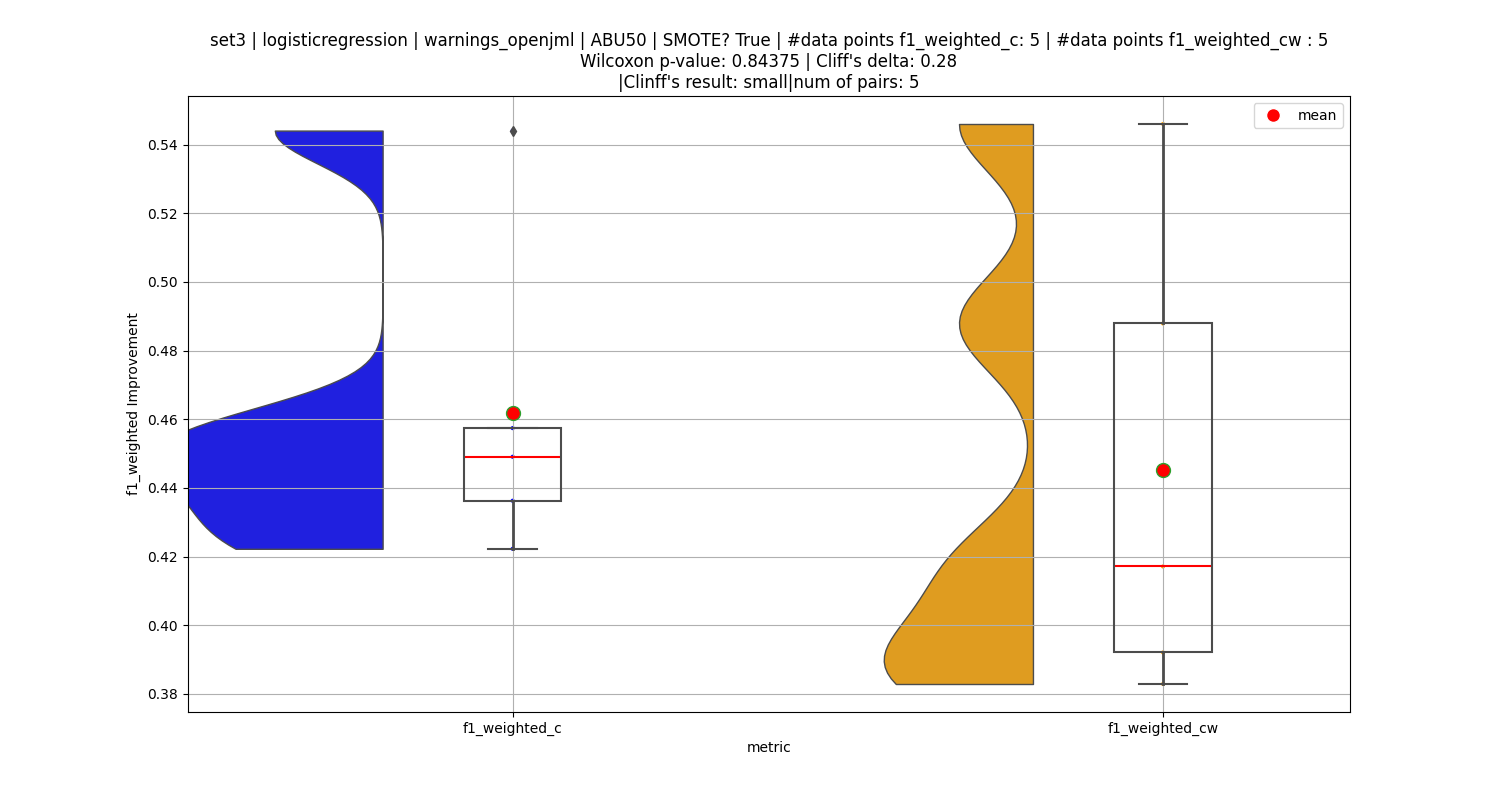 set3 | logisticregression | warnings_openjml | ABU50 | SMOTE? True | #data points f1_weighted_c: 5 | #data points f1_weighted_cw : 5
Wilcoxon p-value: 0.84375 | Cliff's delta: 0.28
|Clinff's result: small|num of pairs: 5
mean
0.54
0.52
0.50
0.48
0.46
0.44
0.42
0.40
0.38
f1_weighted Improvement
f1_weighted_c
f1_weighted_cw
metric